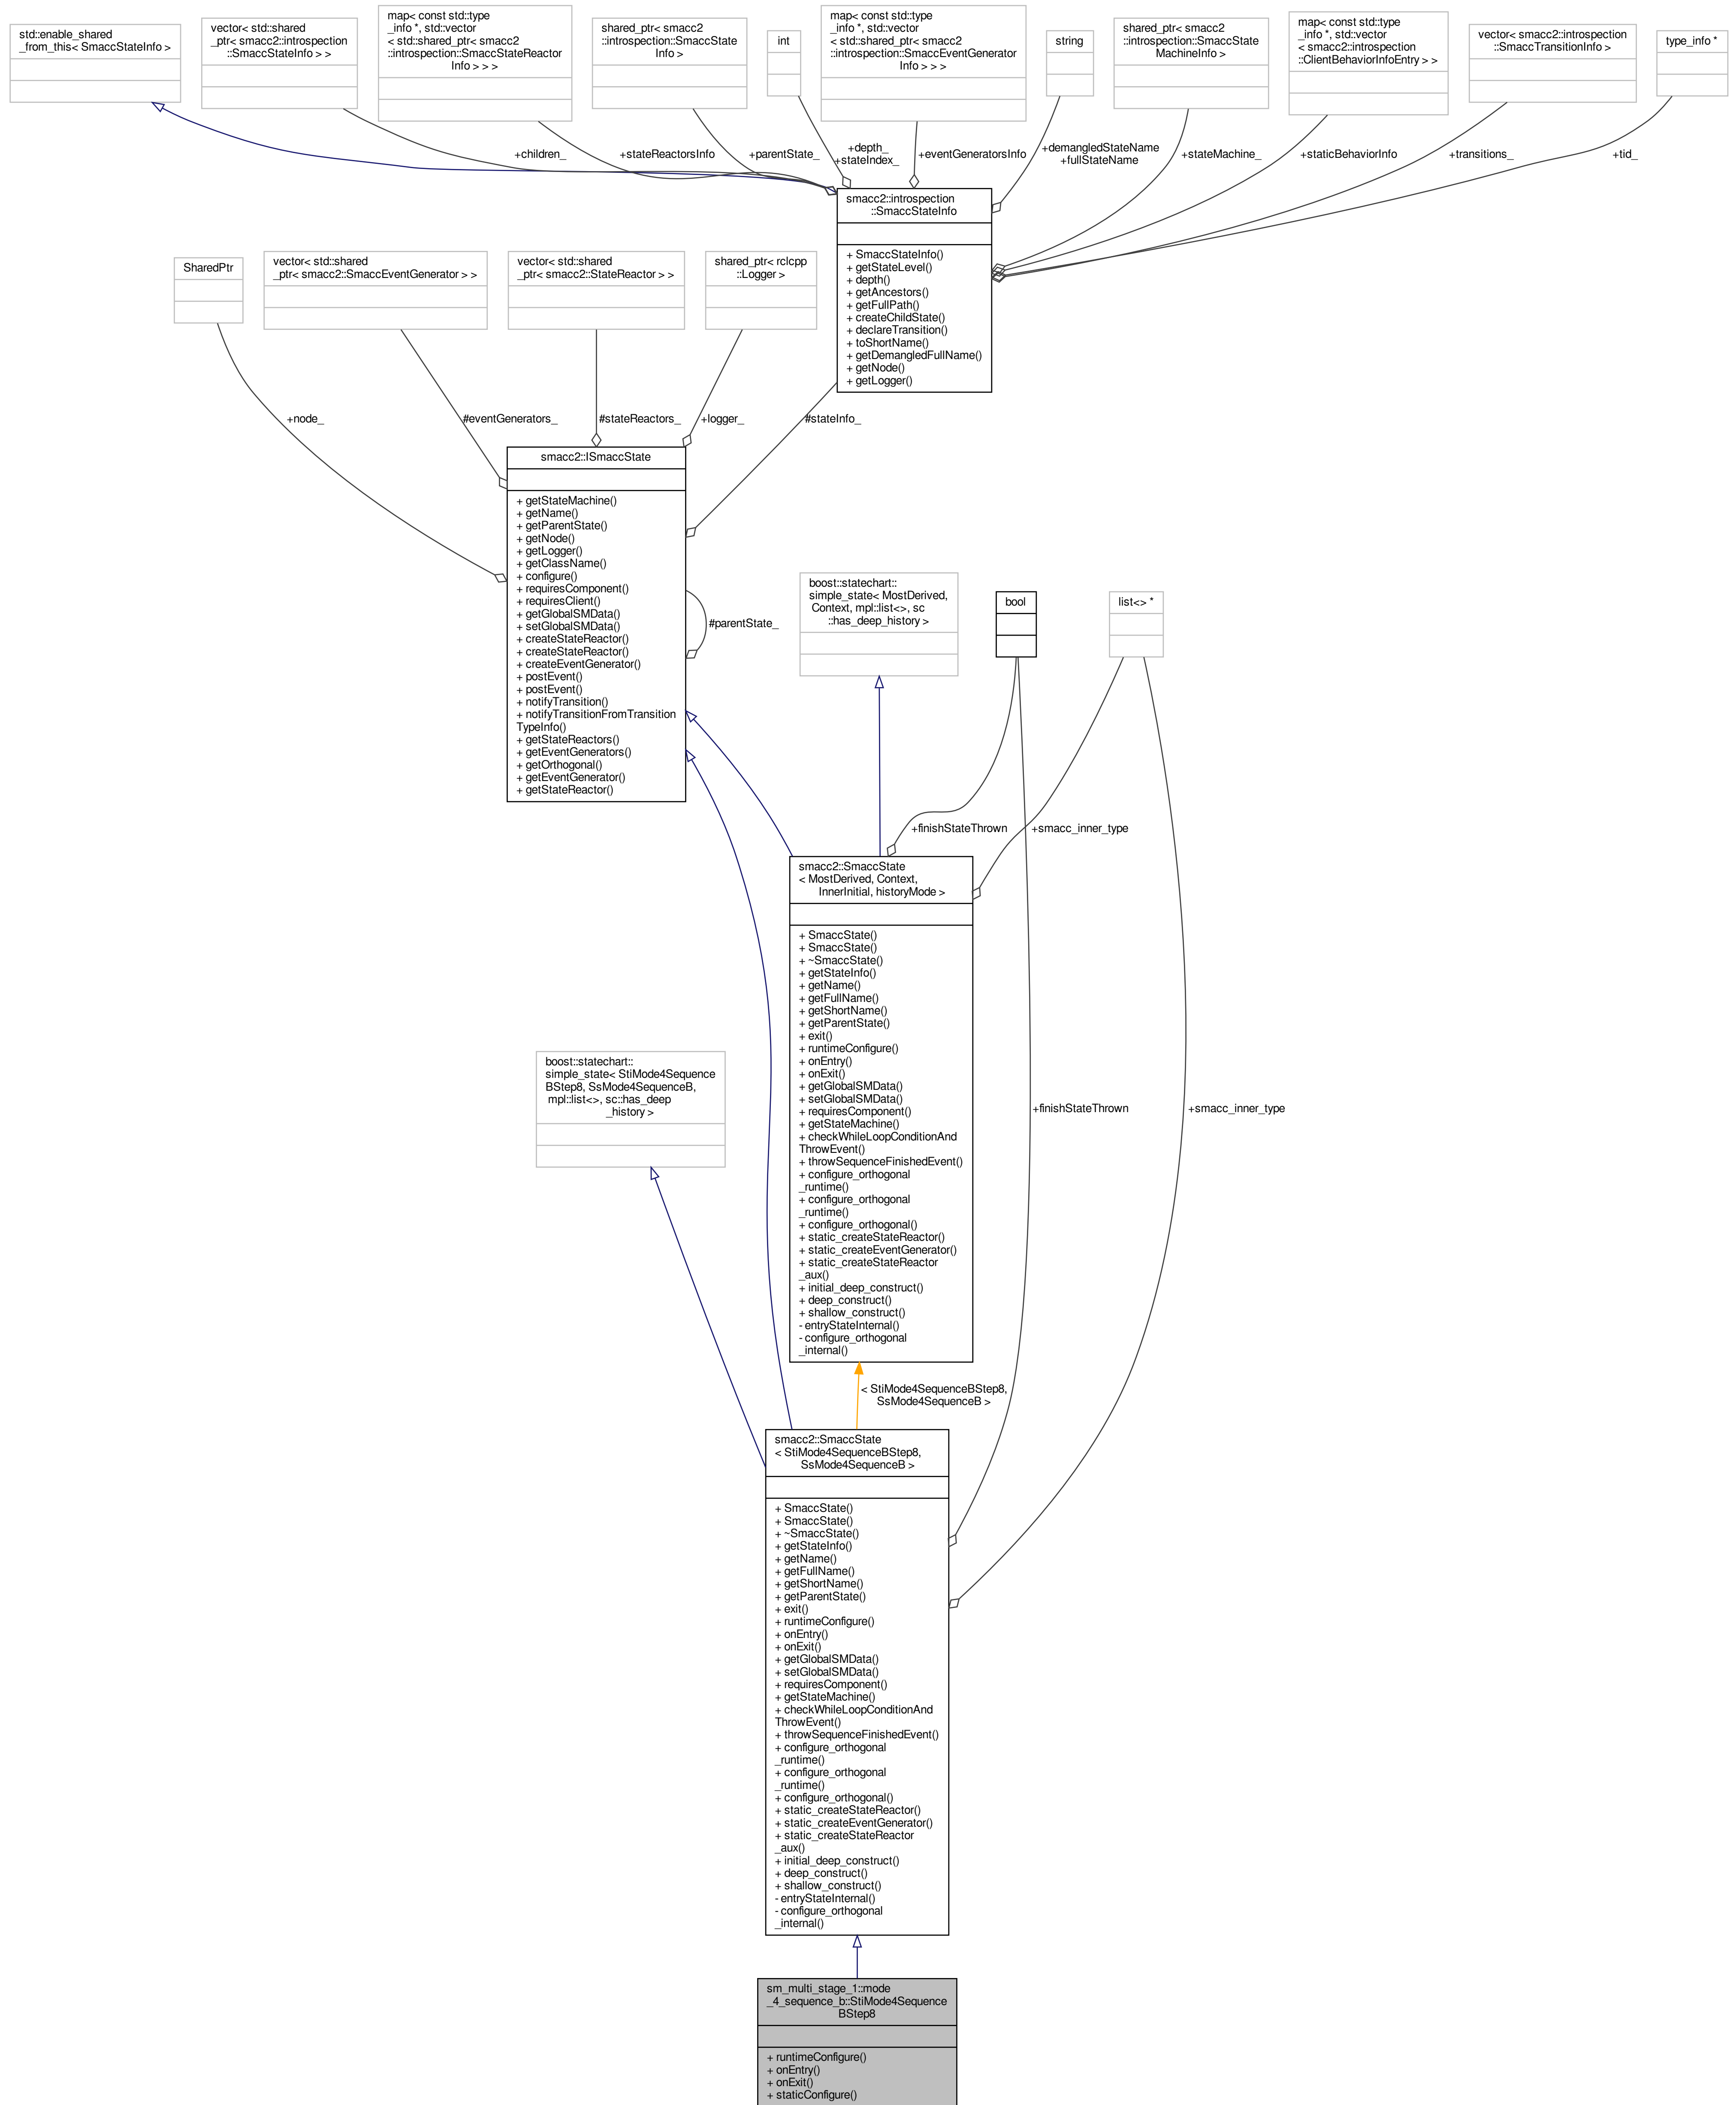 std::enable_shared
_from_this< SmaccStateInfo >
vector< std::shared
_ptr< smacc2::introspection
::SmaccStateInfo > >
map< const std::type
_info *, std::vector
< std::shared_ptr< smacc2
::introspection::SmaccStateReactor
Info > > >
shared_ptr< smacc2
::introspection::SmaccState
Info >
int
map< const std::type
_info *, std::vector
< std::shared_ptr< smacc2
::introspection::SmaccEventGenerator
Info > > >
string
shared_ptr< smacc2
::introspection::SmaccState
MachineInfo >
map< const std::type
_info *, std::vector
< smacc2::introspection
::ClientBehaviorInfoEntry > >
vector< smacc2::introspection
::SmaccTransitionInfo >
type_info *
+children_
+stateReactorsInfo
+parentState_
+depth_
+stateIndex_
+eventGeneratorsInfo
+demangledStateName
+fullStateName
+stateMachine_
+staticBehaviorInfo
+transitions_
+tid_
smacc2::introspection
::SmaccStateInfo
+ SmaccStateInfo()
+ getStateLevel()
+ depth()
+ getAncestors()
+ getFullPath()
+ createChildState()
+ declareTransition()
+ toShortName()
+ getDemangledFullName()
+ getNode()
+ getLogger()
SharedPtr
vector< std::shared
_ptr< smacc2::SmaccEventGenerator > >
vector< std::shared
_ptr< smacc2::StateReactor > >
shared_ptr< rclcpp
::Logger >
+node_
#eventGenerators_
#stateReactors_
+logger_
#stateInfo_
smacc2::ISmaccState
+ getStateMachine()
+ getName()
+ getParentState()
+ getNode()
+ getLogger()
+ getClassName()
+ configure()
+ requiresComponent()
+ requiresClient()
+ getGlobalSMData()
+ setGlobalSMData()
+ createStateReactor()
+ createStateReactor()
+ createEventGenerator()
+ postEvent()
+ postEvent()
+ notifyTransition()
+ notifyTransitionFromTransition
TypeInfo()
+ getStateReactors()
+ getEventGenerators()
+ getOrthogonal()
+ getEventGenerator()
+ getStateReactor()
#parentState_
boost::statechart::
simple_state< MostDerived,
Context, mpl::list<>, sc
::has_deep_history >
bool
list<> *
+finishStateThrown
+smacc_inner_type
smacc2::SmaccState
< MostDerived, Context,
InnerInitial, historyMode >
+ SmaccState()
+ SmaccState()
+ ~SmaccState()
+ getStateInfo()
+ getName()
+ getFullName()
+ getShortName()
+ getParentState()
+ exit()
+ runtimeConfigure()
+ onEntry()
+ onExit()
+ getGlobalSMData()
+ setGlobalSMData()
+ requiresComponent()
+ getStateMachine()
+ checkWhileLoopConditionAnd
ThrowEvent()
+ throwSequenceFinishedEvent()
+ configure_orthogonal
_runtime()
+ configure_orthogonal
_runtime()
+ configure_orthogonal()
+ static_createStateReactor()
+ static_createEventGenerator()
+ static_createStateReactor
_aux()
+ initial_deep_construct()
+ deep_construct()
+ shallow_construct()
- entryStateInternal()
- configure_orthogonal
_internal()
boost::statechart::
simple_state< StiMode4Sequence
BStep8, SsMode4SequenceB,
mpl::list<>, sc::has_deep
_history >
+finishStateThrown
+smacc_inner_type
< StiMode4SequenceBStep8,
SsMode4SequenceB >
smacc2::SmaccState
< StiMode4SequenceBStep8,
SsMode4SequenceB >
+ SmaccState()
+ SmaccState()
+ ~SmaccState()
+ getStateInfo()
+ getName()
+ getFullName()
+ getShortName()
+ getParentState()
+ exit()
+ runtimeConfigure()
+ onEntry()
+ onExit()
+ getGlobalSMData()
+ setGlobalSMData()
+ requiresComponent()
+ getStateMachine()
+ checkWhileLoopConditionAnd
ThrowEvent()
+ throwSequenceFinishedEvent()
+ configure_orthogonal
_runtime()
+ configure_orthogonal
_runtime()
+ configure_orthogonal()
+ static_createStateReactor()
+ static_createEventGenerator()
+ static_createStateReactor
_aux()
+ initial_deep_construct()
+ deep_construct()
+ shallow_construct()
- entryStateInternal()
- configure_orthogonal
_internal()
sm_multi_stage_1::mode
_4_sequence_b::StiMode4Sequence
BStep8
+ runtimeConfigure()
+ onEntry()
+ onExit()
+ staticConfigure()